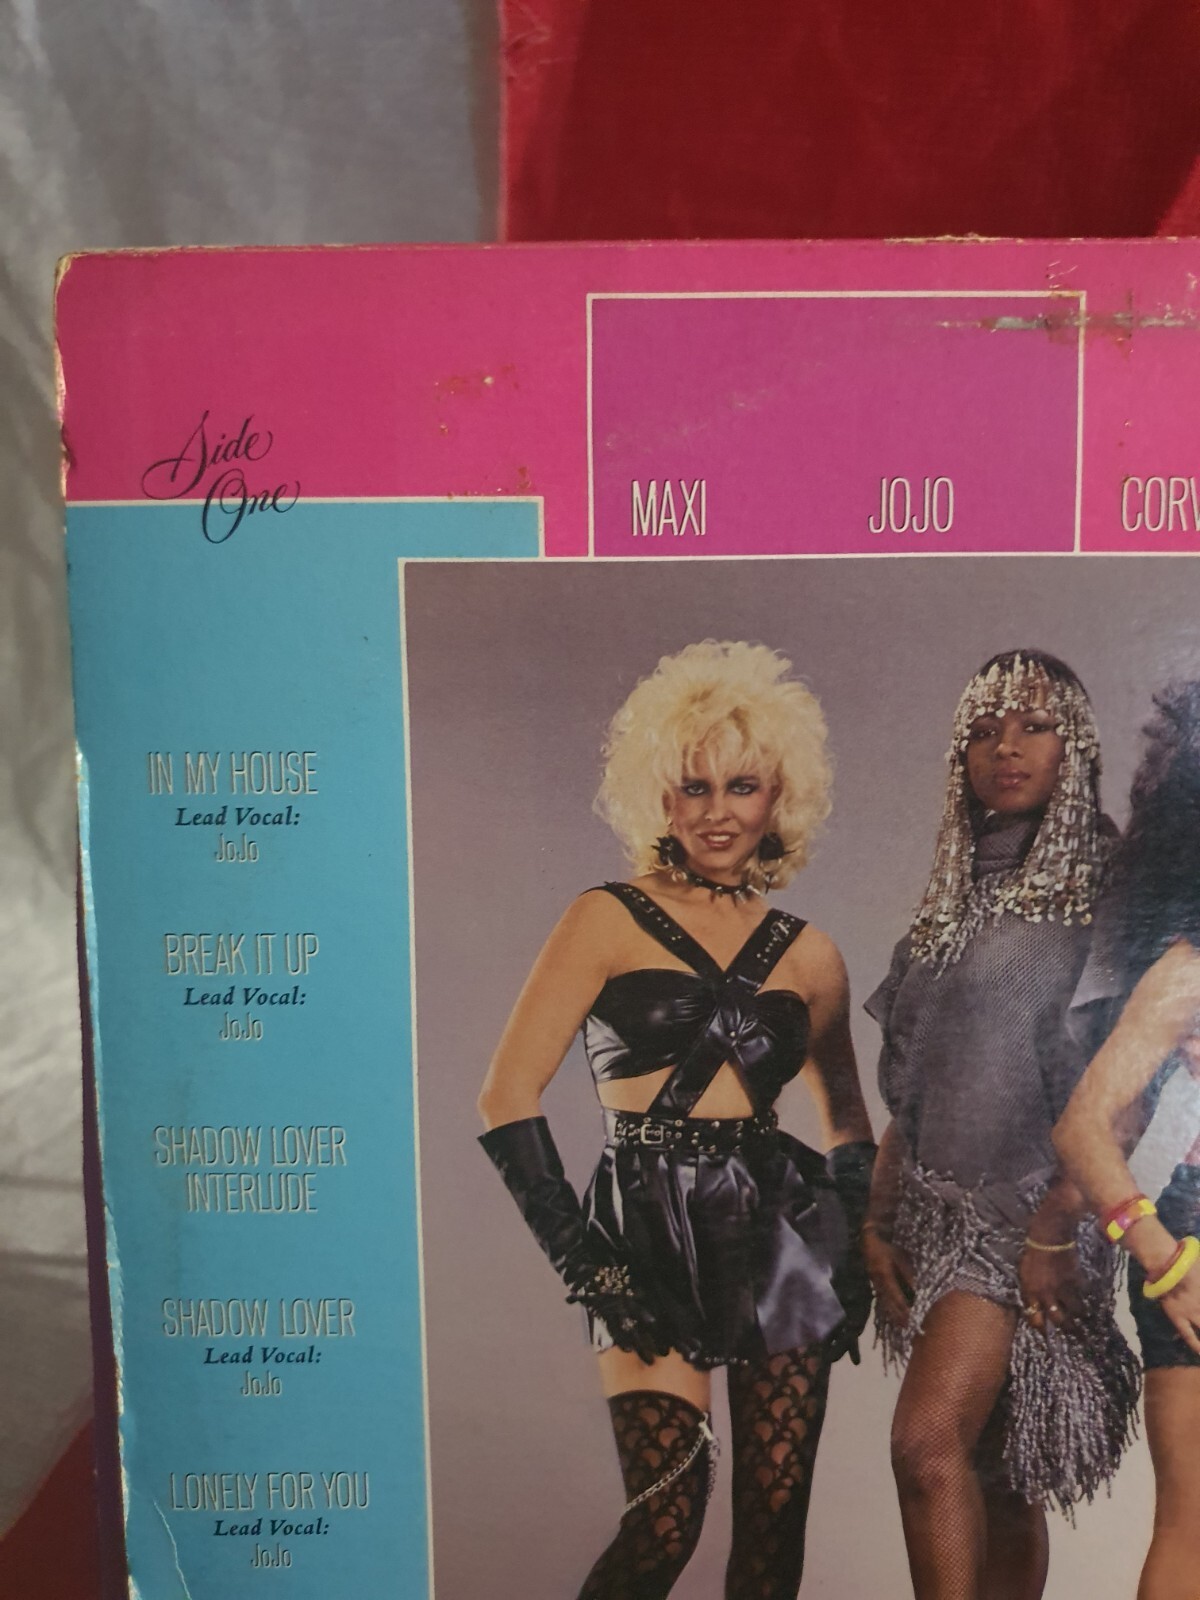 Side
One
MAXI JOJO CORV
IN MY HOUSE
Lead Vocal:
JoJo
BREAK IT UP
Lead Vocal:
JoJo
SHADOW LOVER
INTERLUDE
SHADOW LOVER
Lead Vocal:
JoJo
LONELY FOR YOU
Lead Vocal:
JoJo